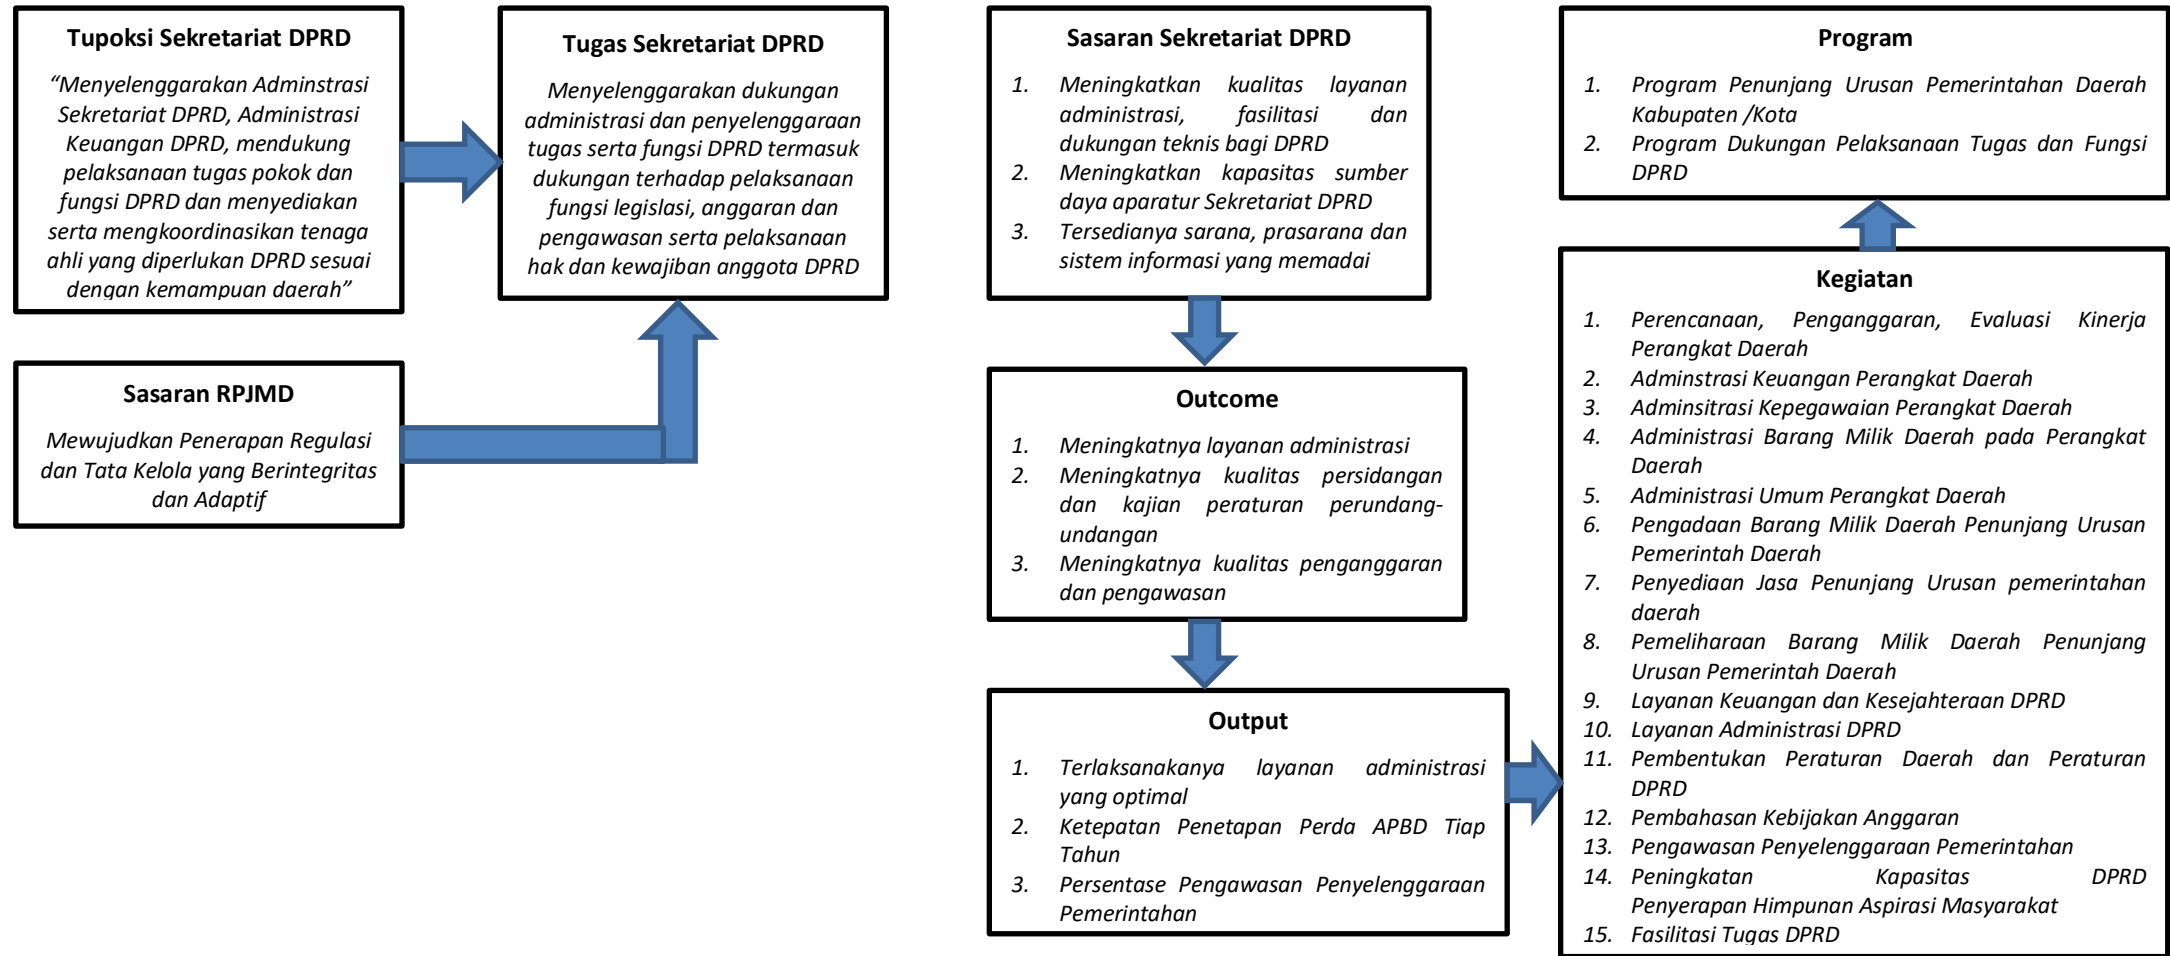 Tupoksi Sekretariat DPRD
“Menyelenggarakan Adminstrasi
Sekretariat DPRD, Administrasi
Keuangan DPRD, mendukung
pelaksanaan tugas pokok dan
fungsi DPRD dan menyediakan
serta mengkoordinasikan tenaga
ahli yang diperlukan DPRD sesuai
dengan kemampuan daerah”
Sasaran RPJMD
Mewujudkan Penerapan Regulasi
dan Tata Kelola yang Berintegritas
dan Adaptif
Tugas Sekretariat DPRD
Menyelenggarakan dukungan
administrasi dan penyelenggaraan
tugas serta fungsi DPRD termasuk
dukungan terhadap pelaksanaan
fungsi legislasi, anggaran dan
pengawasan serta pelaksanaan
hak dan kewajiban anggota DPRD
Sasaran Sekretariat DPRD
1. Meningkatkan kualitas layanan
administrasi, fasilitasi dan
dukungan teknis bagi DPRD
2. Meningkatkan kapasitas sumber
daya aparatur Sekretariat DPRD
3. Tersedianya sarana, prasarana dan
sistem informasi yang memadai
Outcome
1. Meningkatnya layanan administrasi
2. Meningkatnya kualitas persidangan
dan kajian peraturan perundang-
undangan
3. Meningkatnya kualitas penganggaran
dan pengawasan
Output
1. Terlaksanakanya layanan administrasi
yang optimal
2. Ketepatan Penetapan Perda APBD Tiap
Tahun
3. Persentase Pengawasan Penyelenggaraan
Pemerintahan
Program
1. Program Penunjang Urusan Pemerintahan Daerah
Kabupaten /Kota
2. Program Dukungan Pelaksanaan Tugas dan Fungsi
DPRD
Kegiatan
1. Perencanaan, Penganggaran, Evaluasi Kinerja
Perangkat Daerah
2. Adminstrasi Keuangan Perangkat Daerah
3. Adminsitrasi Kepegawaian Perangkat Daerah
4. Administrasi Barang Milik Daerah pada Perangkat
Daerah
5. Administrasi Umum Perangkat Daerah
6. Pengadaan Barang Milik Daerah Penunjang Urusan
Pemerintah Daerah
7. Penyediaan Jasa Penunjang Urusan pemerintahan
daerah
8. Pemeliharaan Barang Milik Daerah Penunjang
Urusan Pemerintah Daerah
9. Layanan Keuangan dan Kesejahteraan DPRD
10. Layanan Administrasi DPRD
11. Pembentukan Peraturan Daerah dan Peraturan
DPRD
12. Pembahasan Kebijakan Anggaran
13. Pengawasan Penyelenggaraan Pemerintahan
14. Peningkatan Kapasitas DPRD
Penyerapan Himpunan Aspirasi Masyarakat
15. Fasilitasi Tugas DPRD